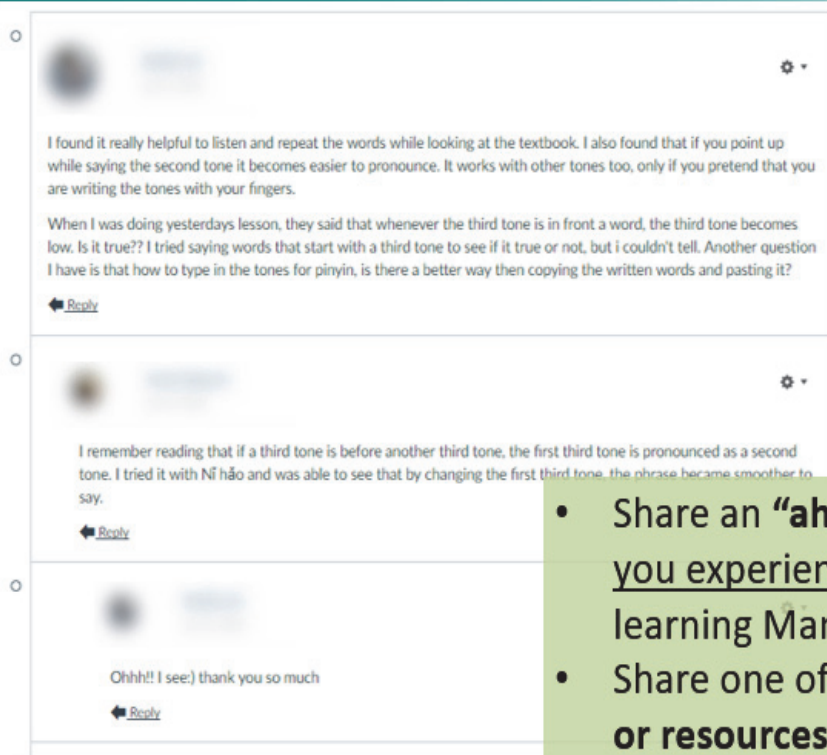 I found it really helpful to listen and repeat the words while looking at the textbook. I also found that if you point up
while saying the second tone it becomes easier to pronounce. It works with other tones too, only if you pretend that you
are writing the tones with your fingers.
When I was doing yesterdays lesson, they said that whenever the third tone is in front a word, the third tone becomes
low. Is it true?? I tried saying words that start with a third tone to see if it true or not, but i couldn't tell. Another question
I have is that how to type in the tones for pinyin, is there a better way then copying the written words and pasting it?
Reply
I remember reading that if a third tone is before another third tone, the first third tone is pronounced as a second
tone. I tried it with Nǐ hǎo and was able to see that by changing the first third tone, the phrase became smoother to
say.
Reply
Ohhh!! I see:) thank you so much
Reply
• Share an “ah
you experien
learning Mar
• Share one of
or resources